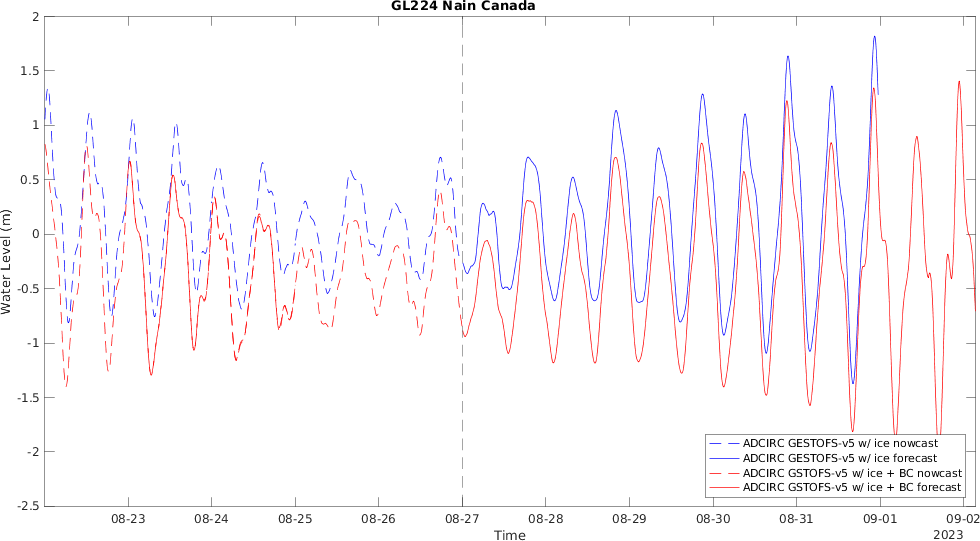 GL224 Nain Canada
2
1.5
1
0.5
0
-0.5
-1
-1.5
-2
-2.5
Water Level (m)
08-23 08-24 08-25 08-26 08-27 08-28 08-29 08-30 08-31 09-01 09-02
Time
2023
ADCIRC GESTOFS-v5 w/ ice nowcast
ADCIRC GESTOFS-v5 w/ ice forecast
ADCIRC GSTOFS-v5 w/ ice + BC nowcast
ADCIRC GSTOFS-v5 w/ ice + BC forecast